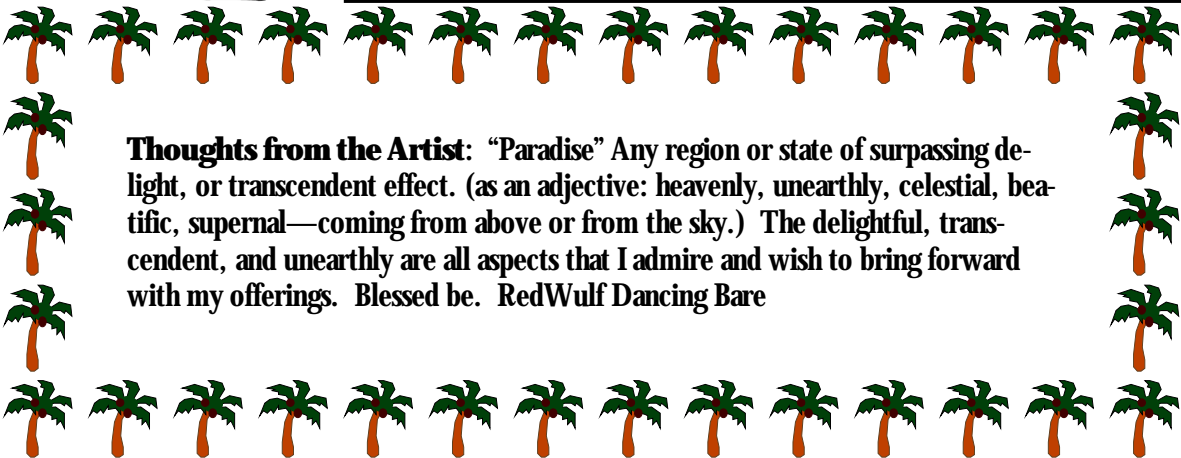 Thoughts from the Artist:  “Paradise” Any region or state of surpassing de-
light, or transcendent effect. (as an adjective: heavenly, unearthly, celestial, bea-
tific, supernal—coming from above or from the sky.)  The delightful, trans-
cendent, and unearthly are all aspects that I admire and wish to bring forward
with my offerings.  Blessed be.  RedWulf Dancing Bare